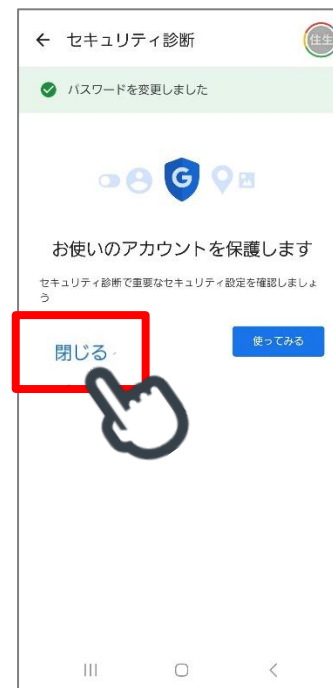 セキュリティ診断
住生
パスワードを変更しました
G
お使いのアカウントを保護します
セキュリティ診断で重要なセキュリティ設定を確認しましょ
う
閉じる
使ってみる